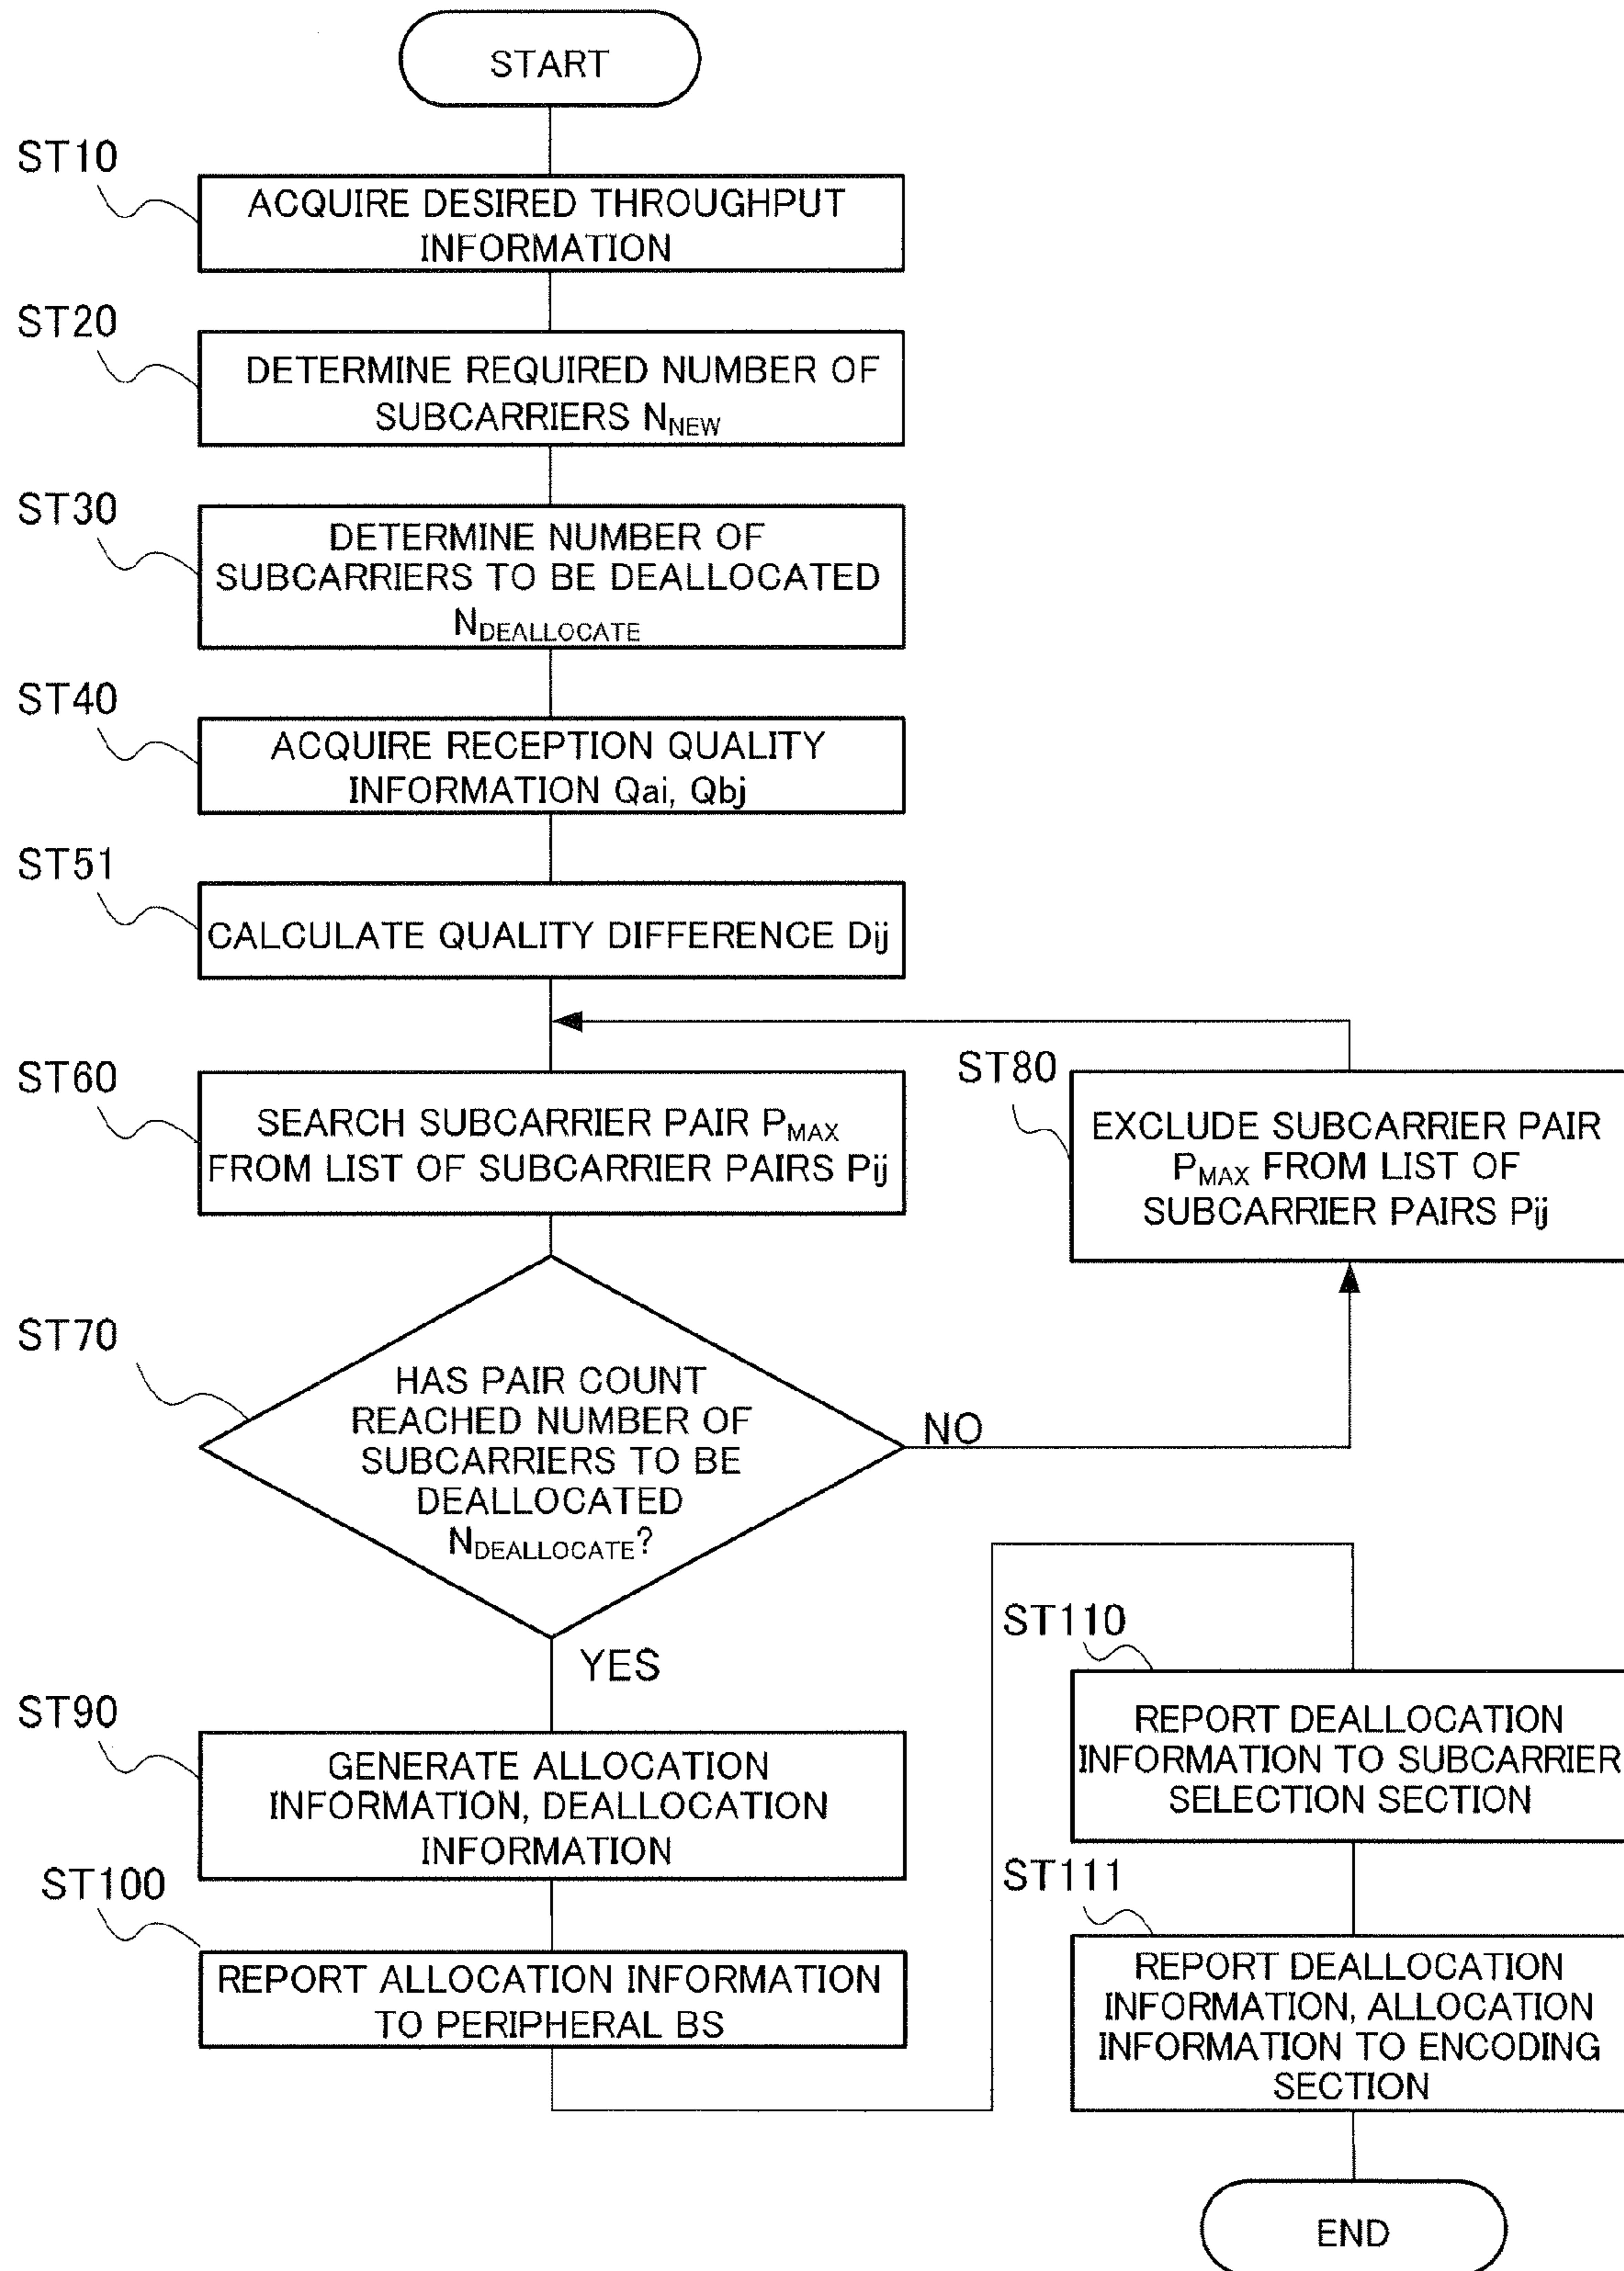 START
ST10
ACQUIRE DESIRED THROUGHPUT
INFORMATION
ST20
DETERMINE REQUIRED NUMBER OF
SUBCARRIERS N_NEW
ST30
DETERMINE NUMBER OF
SUBCARRIERS TO BE DEALLOCATED
N_DEALLOCATE
ST40
ACQUIRE RECEPTION QUALITY
INFORMATION Qai, Qbj
ST51
CALCULATE QUALITY DIFFERENCE Dij
ST60
SEARCH SUBCARRIER PAIR P_MAX
FROM LIST OF SUBCARRIER PAIRS Pij
ST80
EXCLUDE SUBCARRIER PAIR
P_MAX FROM LIST OF
SUBCARRIER PAIRS Pij
ST70
HAS PAIR COUNT
REACHED NUMBER OF
SUBCARRIERS TO BE
DEALLOCATED
N_DEALLOCATE?
NO
YES
ST90
GENERATE ALLOCATION
INFORMATION, DEALLOCATION
INFORMATION
ST100
REPORT ALLOCATION INFORMATION
TO PERIPHERAL BS
ST110
REPORT DEALLOCATION
INFORMATION TO SUBCARRIER
SELECTION SECTION
ST111
REPORT DEALLOCATION
INFORMATION, ALLOCATION
INFORMATION TO ENCODING
SECTION
END